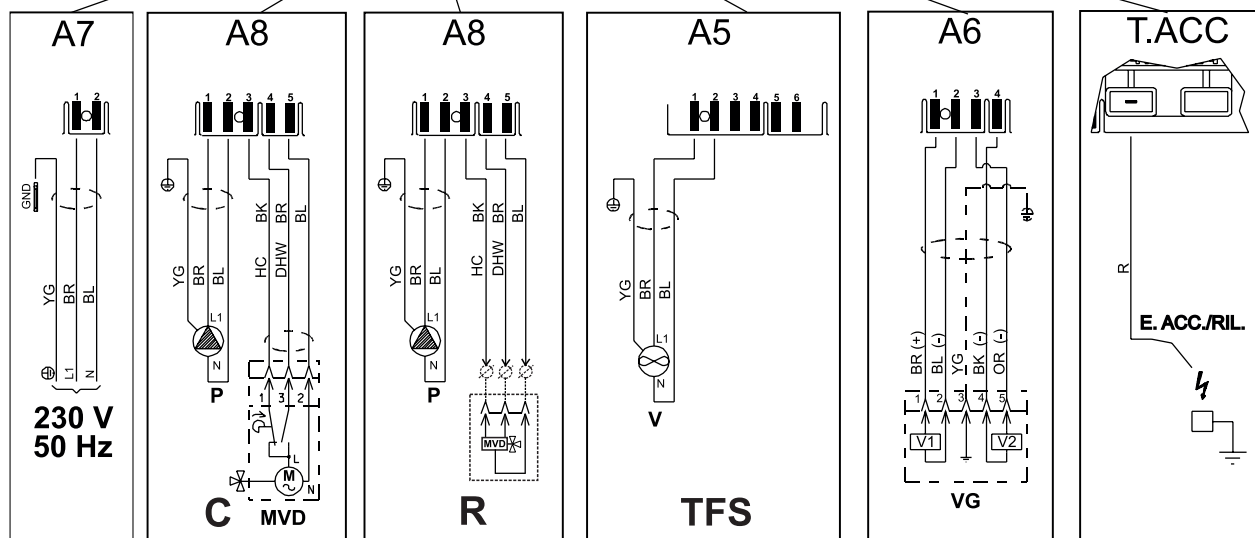 A7
1 2
GND
YG
BR
BL
L1
N
230 V
50 Hz
A8
1 2 3 4 5
YG
BR
BL
HC
BK
DHW
BR
BL
L1
N
P
1 3 2
L
M
N
C
MVD
A8
1 2 3 4 5
YG
BR
BL
HC
BK
DHW
BR
BL
L1
N
P
MVD
R
A5
1 2 3 4 5 6
YG
BR
BL
L1
N
V
TFS
A6
1 2 3 4
BR (+)
BL (-)
YG
BK (-)
OR (-)
1 2 3 4 5
V1 V2
VG
T.ACC
R
E. ACC./RIL.